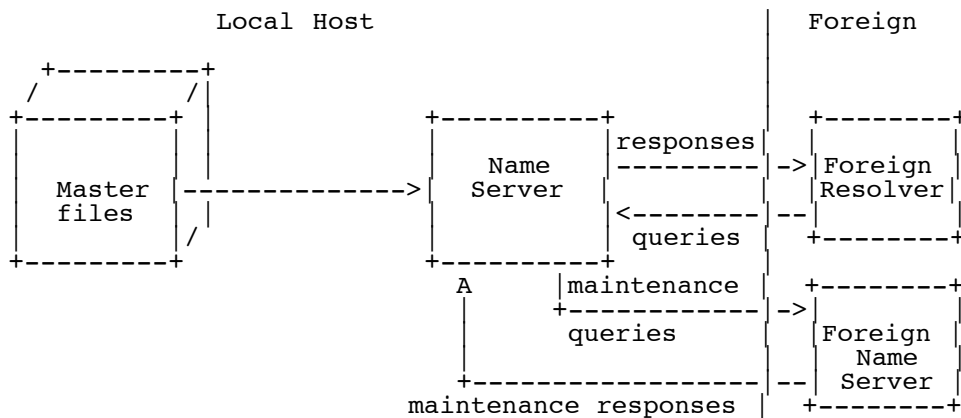 Local Host | Foreign
responses
Name Foreign
Master Server Resolver
files
queries
A maintenance
queries Foreign
Name
Server
maintenance responses